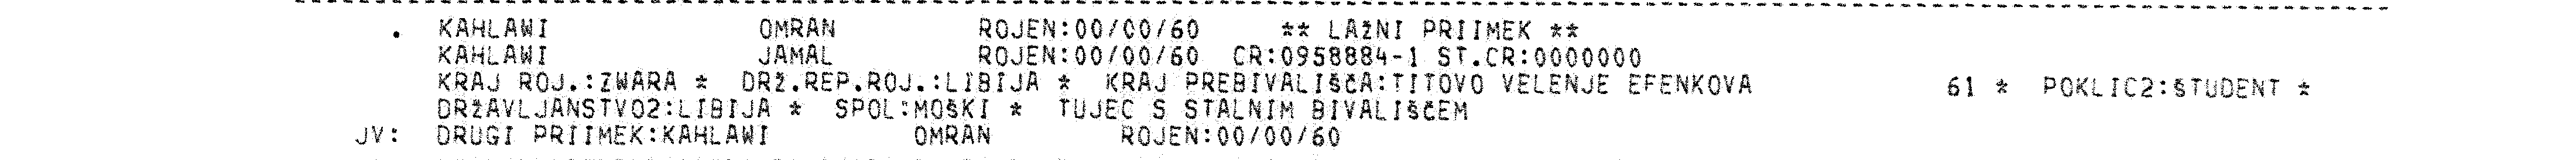 . KAHLAWI OMRAN ROJEN:00/00/60 ** LAŽNI PRIIMEK **
KAHLAWI JAMAL ROJEN:00/00/60 CR:0958884-1 ST.CR:0000000
KRAJ ROJ.:ZWARA * DRŽ.REP.ROJ.:LIBIJA * KRAJ PREBIVALIŠČA:TITOVO VELENJE EFENKOVA 61 * POKLIC2:ŠTUDENT *
DRŽAVLJANSTVO2:LIBIJA * SPOL:MOŠKI * TUJEC S STALNIM BIVALIŠČEM
JV: DRUGI PRIIMEK:KAHLAWI OMRAN ROJEN:00/00/60